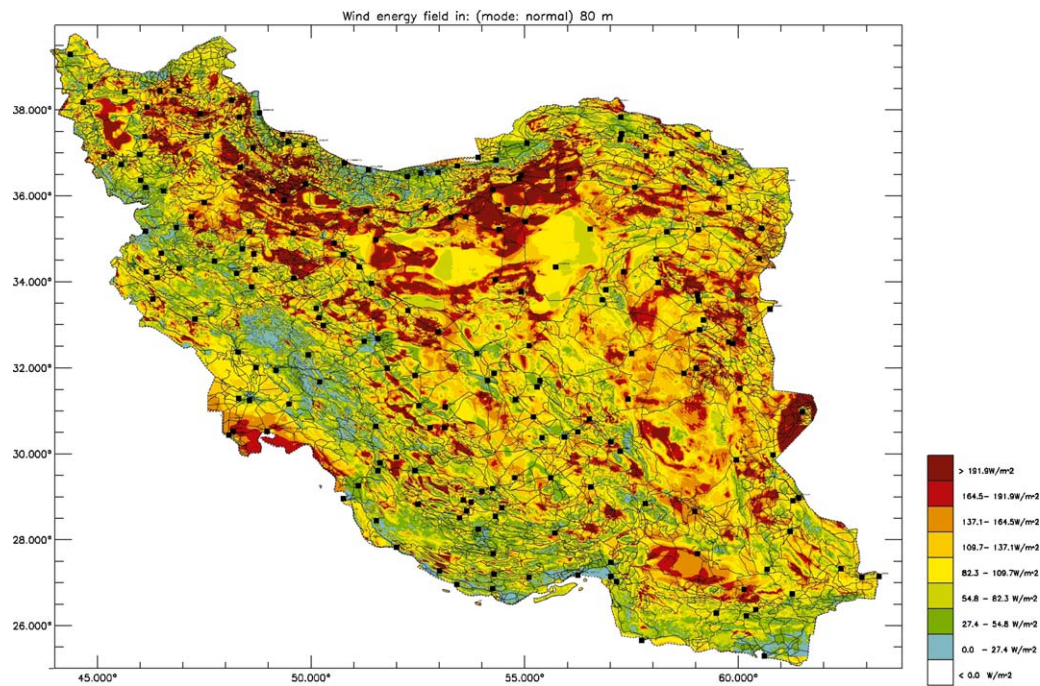 Wind energy field in: (mode: normal) 80 m
38.000°
36.000°
34.000°
32.000°
30.000°
28.000°
26.000°
45.000°
50.000°
55.000°
60.000°
> 191.9W/m^2
164.5- 191.9W/m^2
137.1- 164.5W/m^2
109.7- 137.1W/m^2
82.3 - 109.7W/m^2
54.8 - 82.3 W/m^2
27.4 - 54.8 W/m^2
0.0 - 27.4 W/m^2
< 0.0 W/m^2